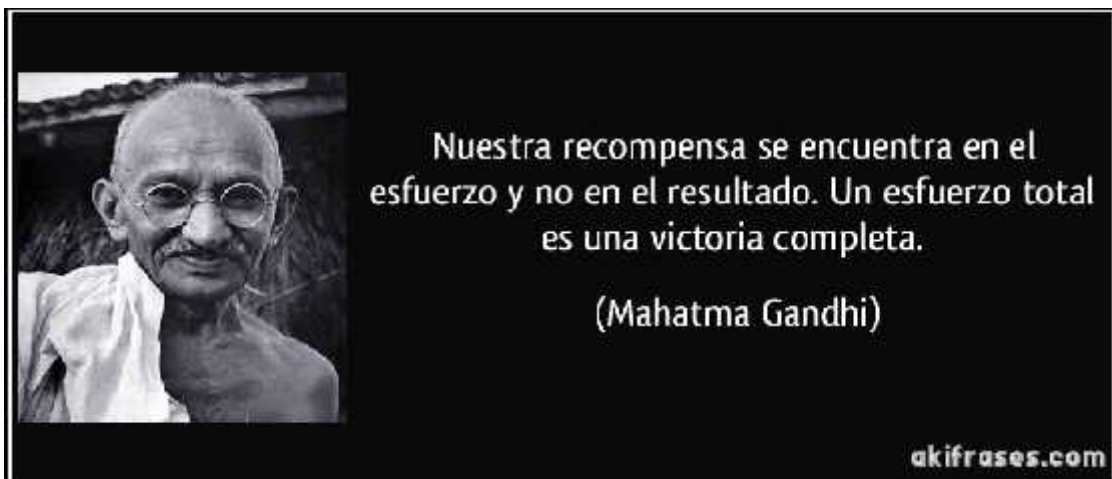 Nuestra recompensa se encuentra en el
esfuerzo y no en el resultado. Un esfuerzo total
es una victoria completa.
(Mahatma Gandhi)
akifrases.com